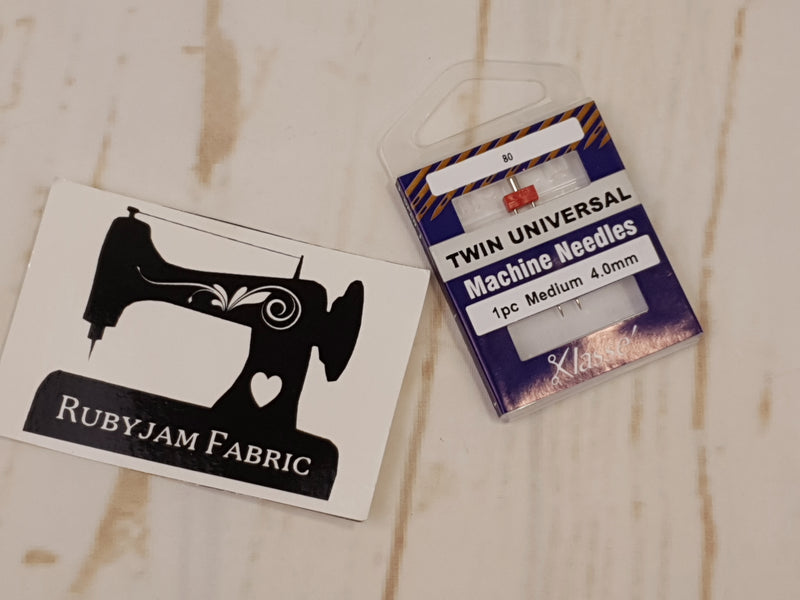 RUBYJAM FABRIC
80
TWIN UNIVERSAL
Machine Needles
1pc Medium 4.0mm
Klassé